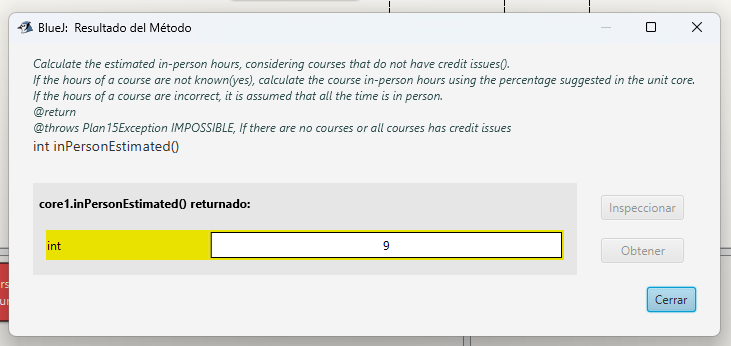 BlueJ: Resultado del Método
Calculate the estimated in-person hours, considering courses that do not have credit issues().
If the hours of a course are not known(yes), calculate the course in-person hours using the percentage suggested in the unit core.
If the hours of a course are incorrect, it is assumed that all the time is in person.
@return
@throws Plan15Exception IMPOSSIBLE, If there are no courses or all courses has credit issues
int inPersonEstimated()
core1.inPersonEstimated() returnado:
Inspeccionar
int 9
Obtener
Cerrar